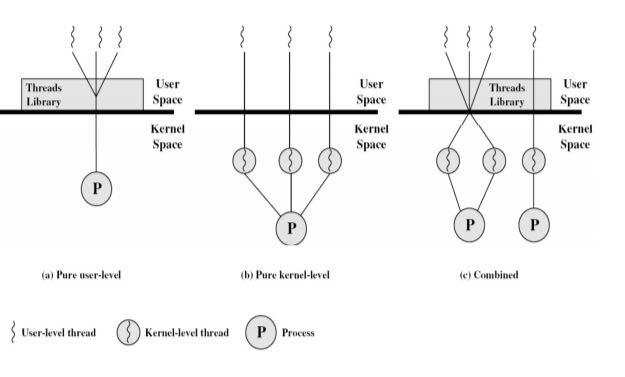 Threads
Library
User
Space
Kernel
Space
P
(a) Pure user-level
User
Space
Kernel
Space
P
(b) Pure kernel-level
Threads
Library
User
Space
Kernel
Space
P
P
(c) Combined
User-level thread
Kernel-level thread
P
Process